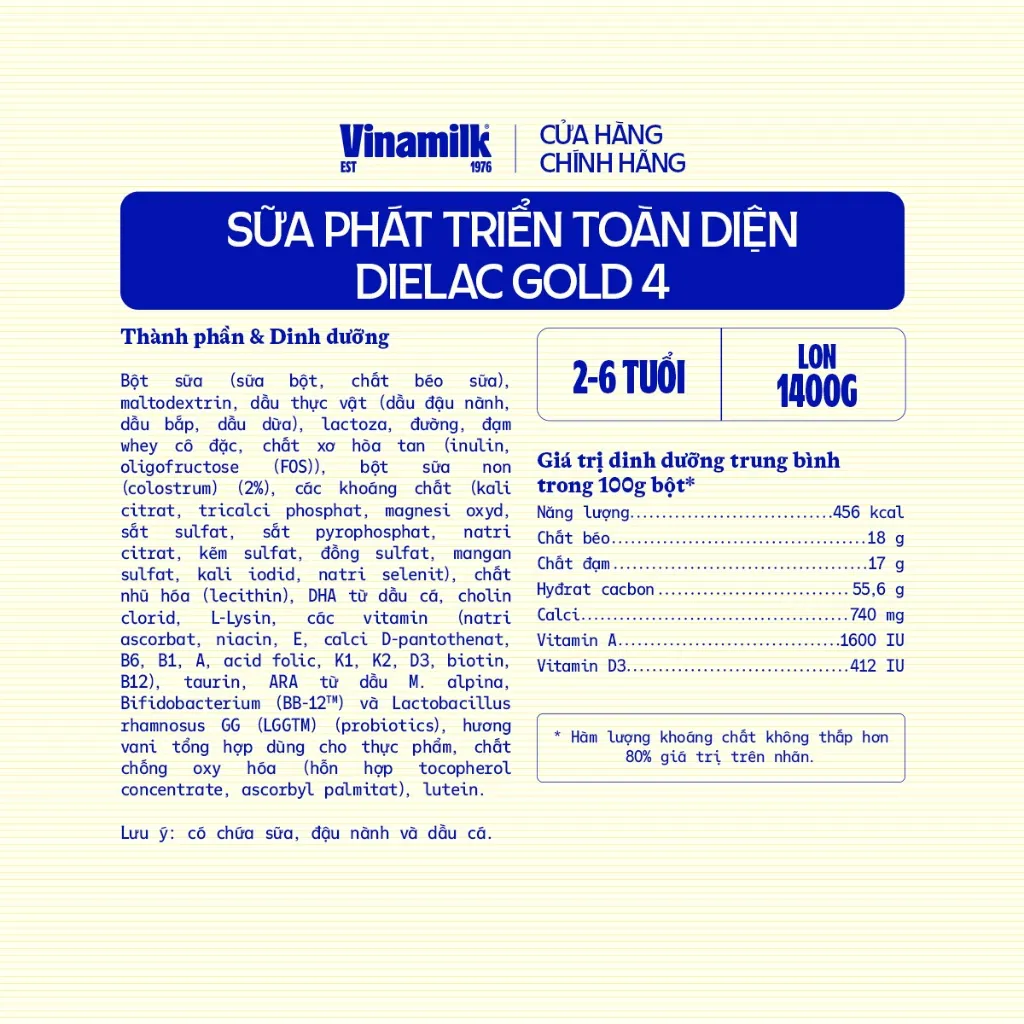 Vinamilk
EST 1976
CỬA HÀNG
CHÍNH HÃNG
SỮA PHÁT TRIỂN TOÀN DIỆN
DIELAC GOLD 4
Thành phần & Dinh dưỡng
Bột sữa (sữa bột, chất béo sữa),
maltodextrin, dầu thực vật (dầu đậu nành,
dầu bắp, dầu dừa), lactoza, đường, đạm
whey cô đặc, chất xơ hòa tan (inulin,
oligofructose (FOS)), bột sữa non
(colostrum) (2%), các khoáng chất (kali
citrat, tricalci phosphat, magnesi oxyd,
sắt sulfat, sắt pyrophosphat, natri
citrat, kẽm sulfat, đồng sulfat, mangan
sulfat, kali iodid, natri selenit), chất
nhũ hóa (lecithin), DHA từ dầu cá, cholin
clorid, L-Lysin, các vitamin (natri
ascorbat, niacin, E, calci D-pantothenat,
B6, B1, A, acid folic, K1, K2, D3, biotin,
B12), taurin, ARA từ dầu M. alpina,
Bifidobacterium (BB-12™) và Lactobacillus
rhamnosus GG (LGGTM) (probiotics), hương
vani tổng hợp dùng cho thực phẩm, chất
chống oxy hóa (hỗn hợp tocopherol
concentrate, ascorbyl palmitat), lutein.
Lưu ý: có chứa sữa, đậu nành và dầu cá.
2-6 TUỔI
LON
1400G
Giá trị dinh dưỡng trung bình
trong 100g bột*
Năng lượng...............................456 kcal
Chất béo.......................................18 g
Chất đạm.......................................17 g
Hyđrat cacbon.............................55,6 g
Calci.........................................740 mg
Vitamin A..................................1600 IU
Vitamin D3..................................412 IU
* Hàm lượng khoáng chất không thấp hơn
80% giá trị trên nhãn.